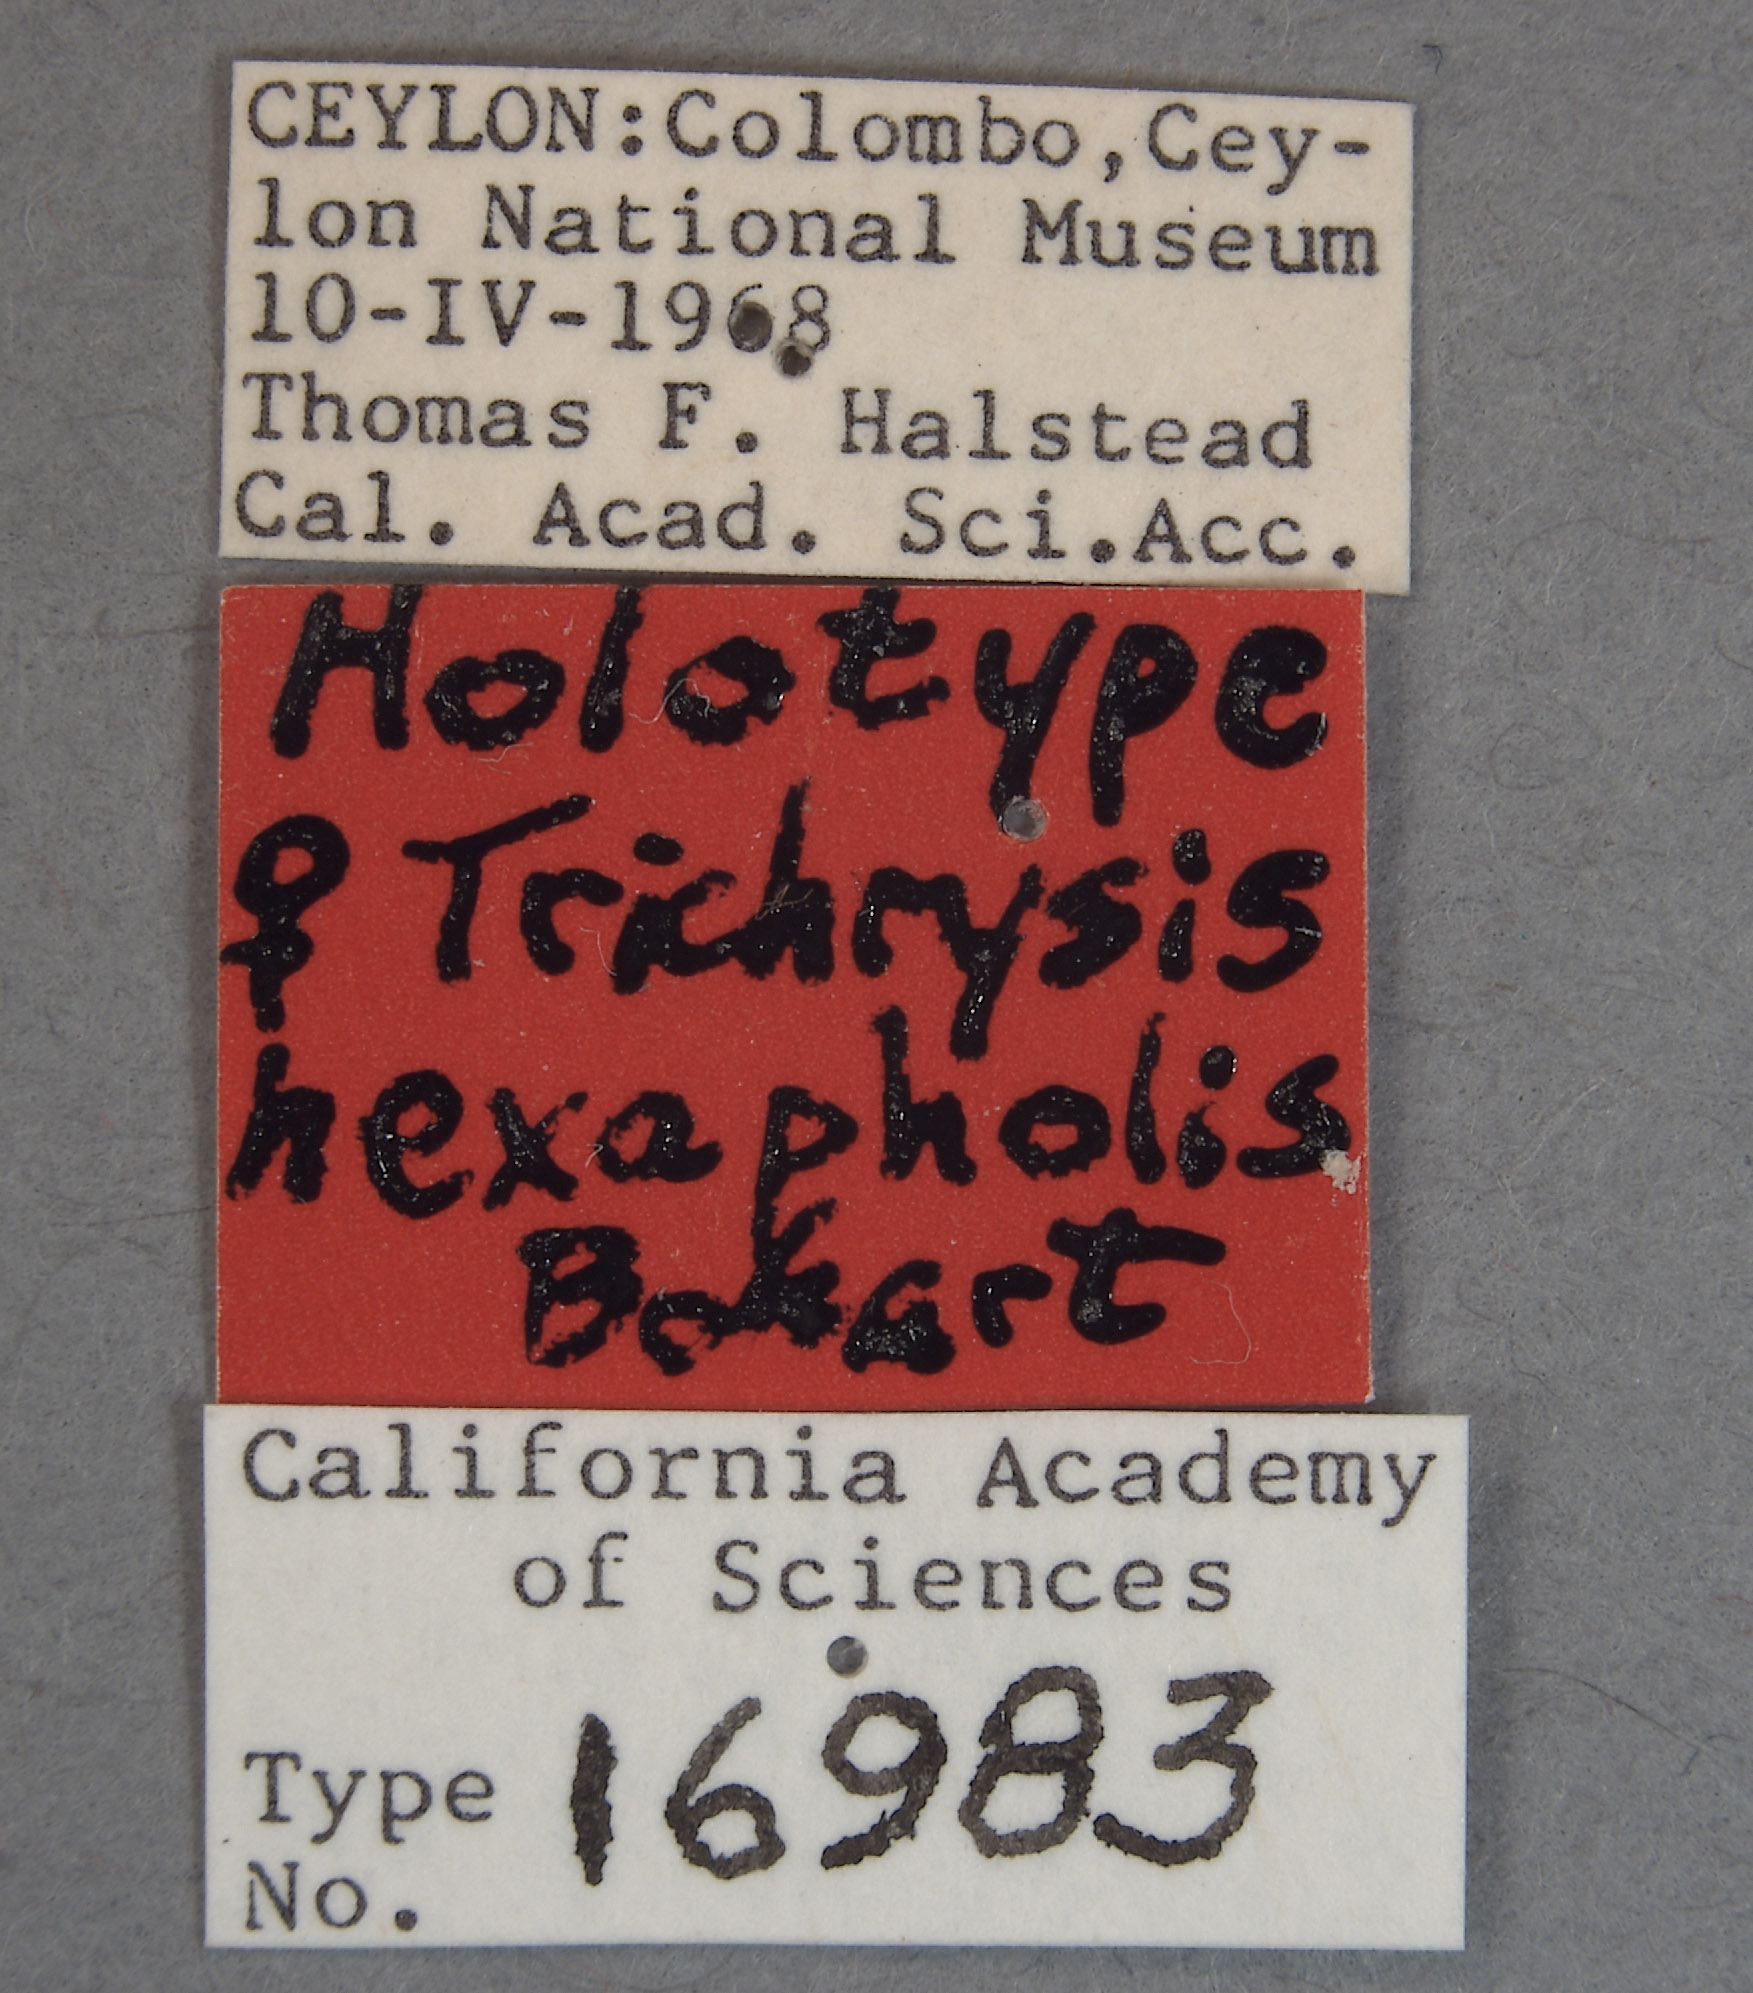 CEYLON:Colombo,Cey-
lon National Museum
10-IV-1968
Thomas F. Halstead
Cal. Acad. Sci.Acc.
Holotype
♀ Trichrysis
hexapholis
Bohart
California Academy
of Sciences
Type 16983
No.